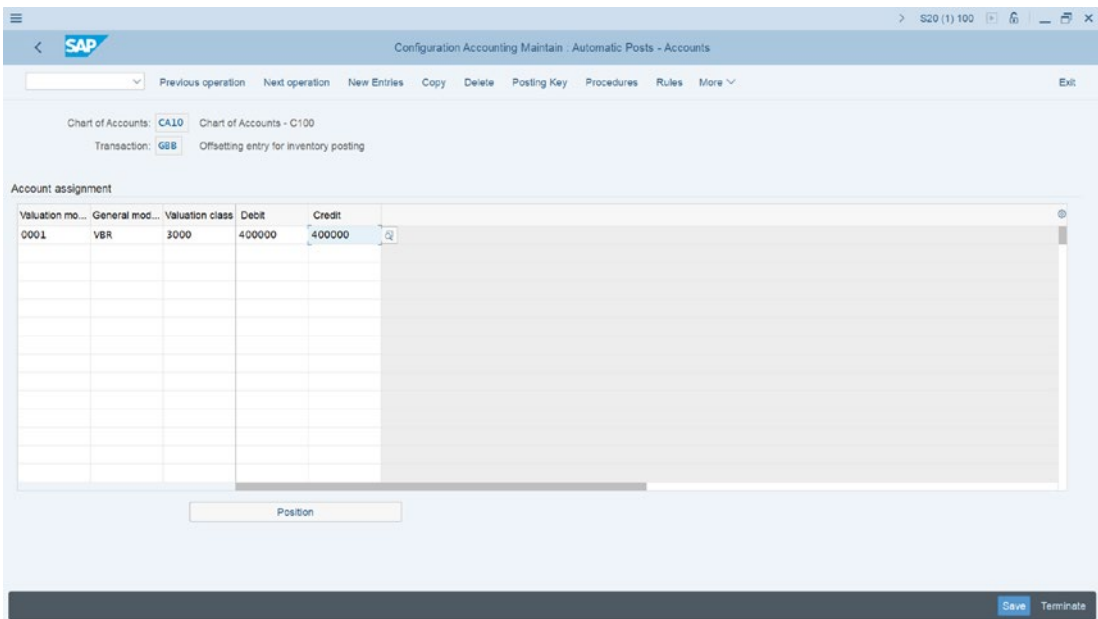 S20 (1) 100
SAP
Configuration Accounting Maintain : Automatic Posts - Accounts
Previous operation Next operation New Entries Copy Delete Posting Key Procedures Rules More Exit
Chart of Accounts: CA10 Chart of Accounts - C100
Transaction: GBB Offsetting entry for inventory posting
Account assignment
Valuation mo... General mod... Valuation class Debit Credit
0001 VBR 3000 400000 400000
Position
Save Terminate